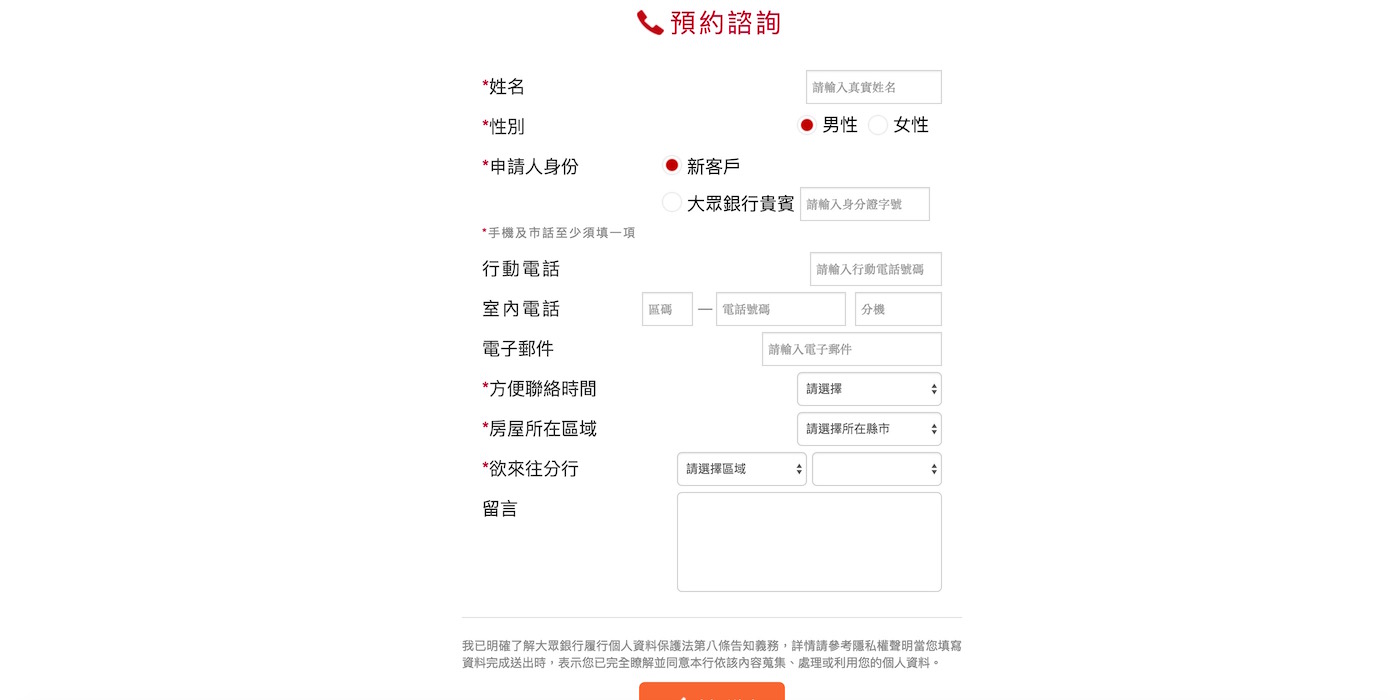 預約諮詢
*姓名 請輸入真實姓名
*性別 男性 女性
*申請人身份 新客戶
大眾銀行貴賓 請輸入身分證字號
*手機及市話至少須填一項
行動電話 請輸入行動電話號碼
室內電話 區碼 — 電話號碼 分機
電子郵件 請輸入電子郵件
*方便聯絡時間 請選擇
*房屋所在區域 請選擇所在縣市
*欲來往分行 請選擇區域
留言
我已明確了解大眾銀行履行個人資料保護法第八條告知義務，詳情請參考隱私權聲明當您填寫
資料完成送出時，表示您已完全瞭解並同意本行依該內容蒐集、處理或利用您的個人資料。